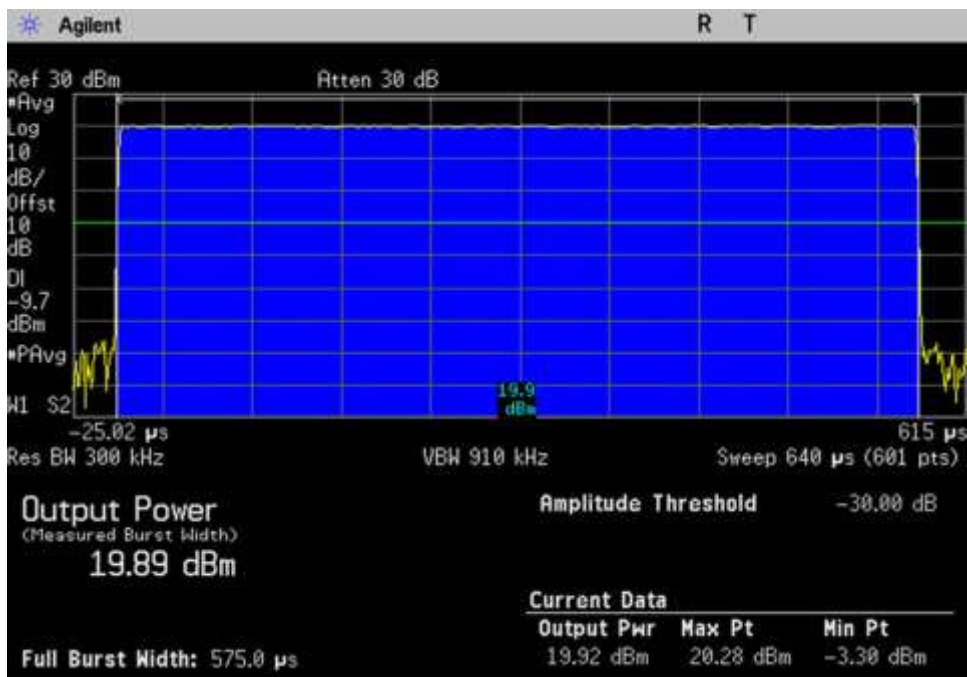 Agilent R T
Ref 30 dBm Atten 30 dB
*Avg
Log
10
dB/
Offst
10
dB
DI
-9.7
dBm
*PAvg
19.9
dBm
W1 S2
-25.02 µs 615 µs
Res BW 300 kHz VBW 910 kHz Sweep 640 µs (601 pts)
Output Power
(Measured Burst Width)
19.89 dBm
Amplitude Threshold -30.00 dB
Current Data
Output Pwr Max Pt Min Pt
19.92 dBm 20.28 dBm -3.30 dBm
Full Burst Width: 575.0 µs